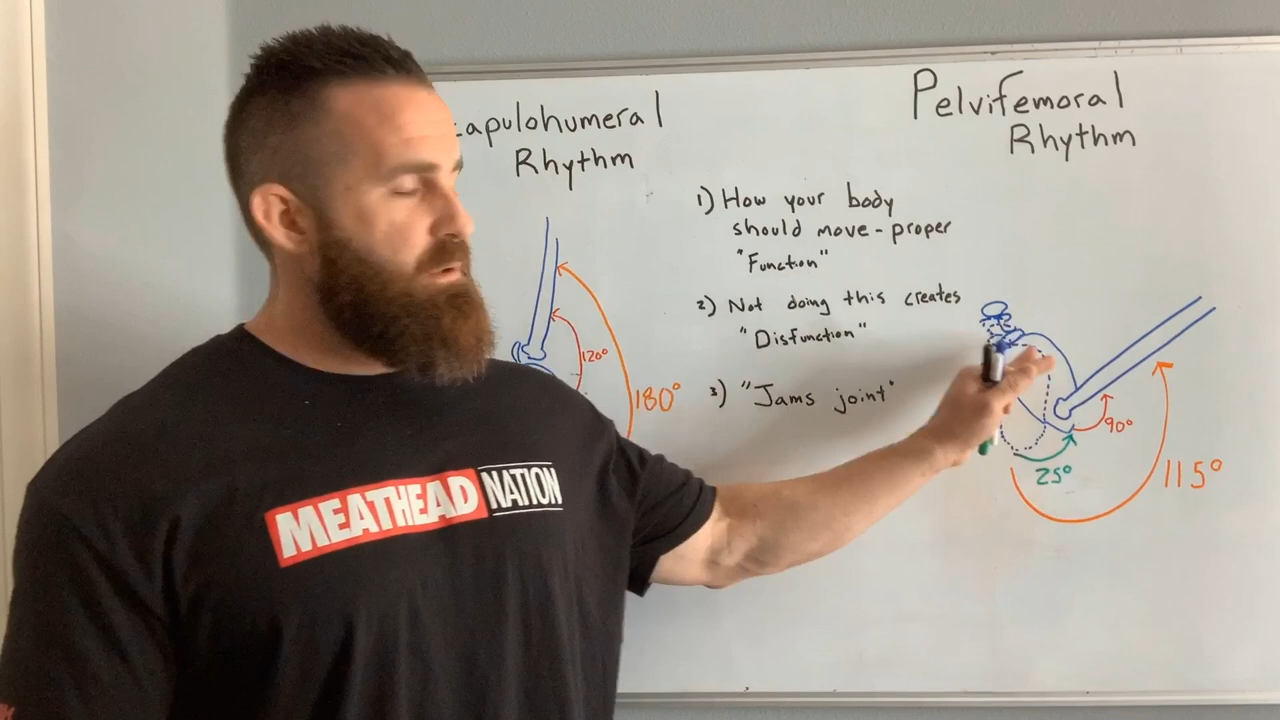 capulohumeral
Rhythm
Pelvifemoral
Rhythm
1) How your body
should move - proper
"Function"
2) Not doing this creates
"Disfunction"
3) "Jams joint"
120°
180°
90°
25°
115°
MEATHEAD NATION